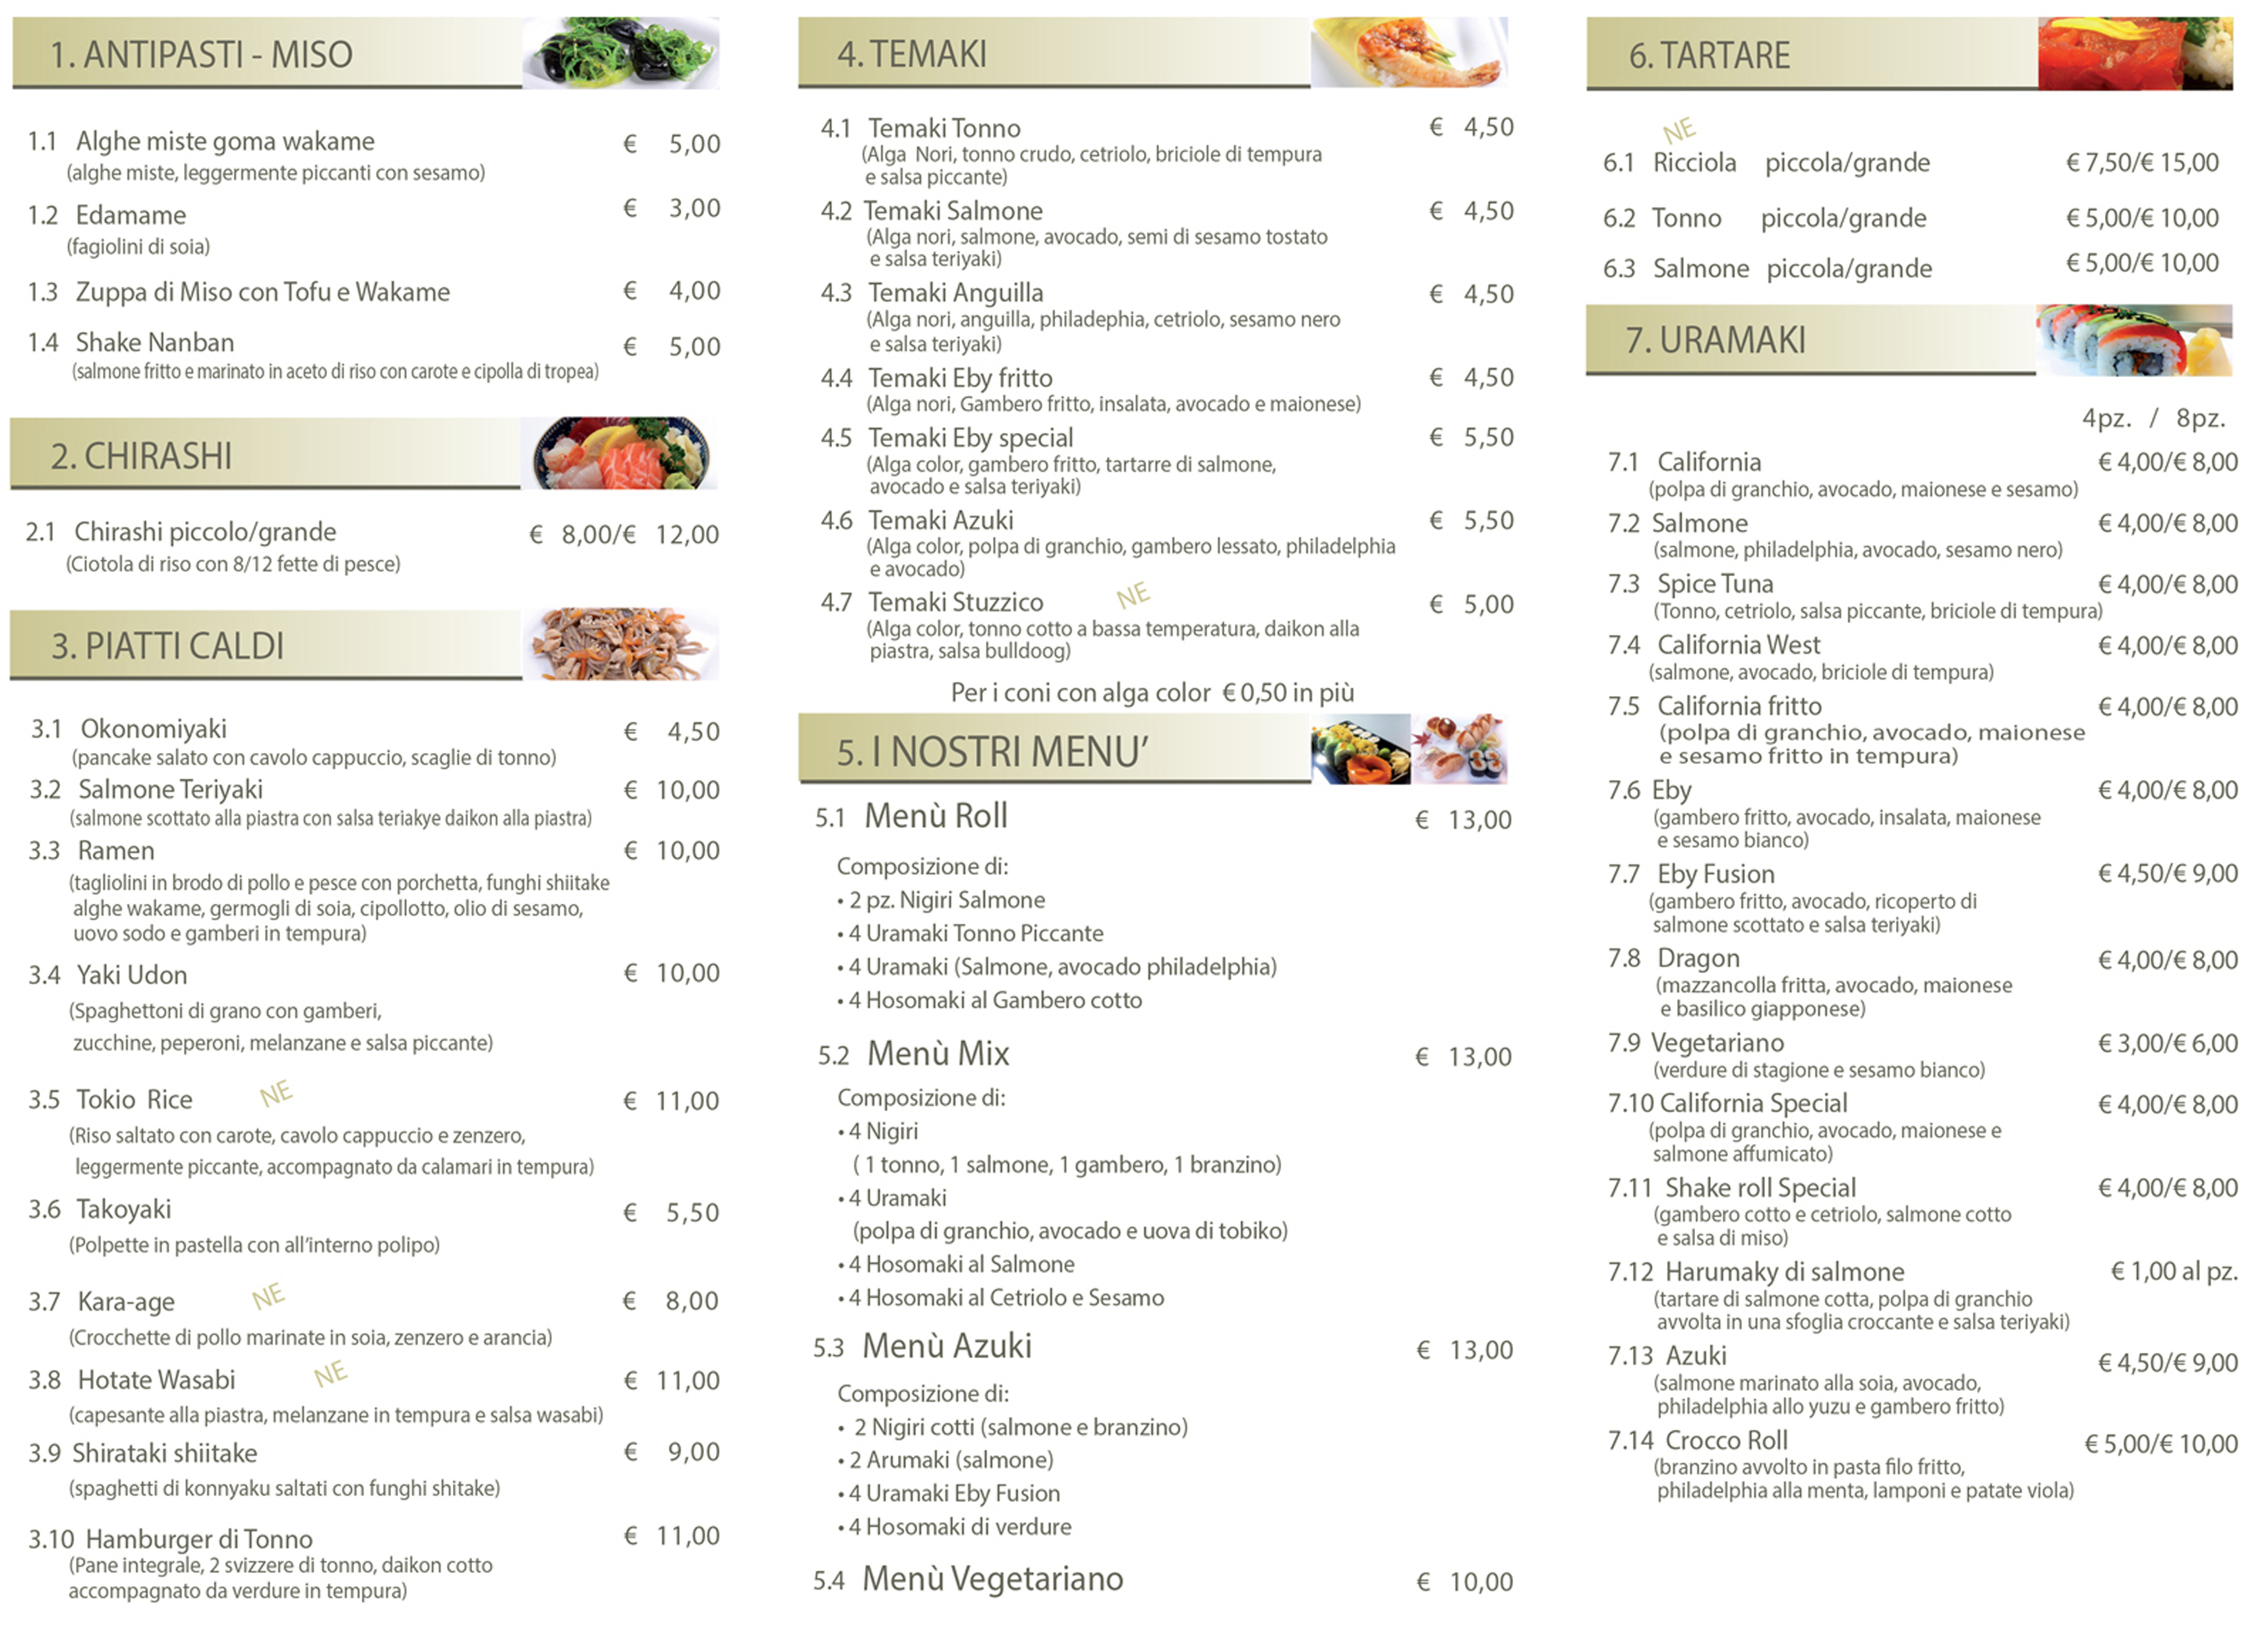 1. ANTIPASTI - MISO
1.1 Alghe miste goma wakame € 5,00
(alghe miste, leggermente piccanti con sesamo)
1.2 Edamame € 3,00
(fagiolini di soia)
1.3 Zuppa di Miso con Tofu e Wakame € 4,00
1.4 Shake Nanban € 5,00
(salmone fritto e marinato in aceto di riso con carote e cipolla di tropea)
2. CHIRASHI
2.1 Chirashi piccolo/grande € 8,00/€ 12,00
(Ciotola di riso con 8/12 fette di pesce)
3. PIATTI CALDI
3.1 Okonomiyaki € 4,50
(pancake salato con cavolo cappuccio, scaglie di tonno)
3.2 Salmone Teriyaki € 10,00
(salmone scottato alla piastra con salsa teriakye daikon alla piastra)
3.3 Ramen € 10,00
(tagliolini in brodo di pollo e pesce con porchetta, funghi shiitake
alghe wakame, germogli di soia, cipollotto, olio di sesamo,
uovo sodo e gamberi in tempura)
3.4 Yaki Udon € 10,00
(Spaghettoni di grano con gamberi,
zucchine, peperoni, melanzane e salsa piccante)
3.5 Tokio Rice NE € 11,00
(Riso saltato con carote, cavolo cappuccio e zenzero,
leggermente piccante, accompagnato da calamari in tempura)
3.6 Takoyaki € 5,50
(Polpette in pastella con all'interno polipo)
3.7 Kara-age NE € 8,00
(Crocchette di pollo marinate in soia, zenzero e arancia)
3.8 Hotate Wasabi NE € 11,00
(capesante alla piastra, melanzane in tempura e salsa wasabi)
3.9 Shirataki shiitake € 9,00
(spaghetti di konnyaku saltati con funghi shitake)
3.10 Hamburger di Tonno € 11,00
(Pane integrale, 2 svizzere di tonno, daikon cotto
accompagnato da verdure in tempura)
4. TEMAKI
4.1 Temaki Tonno € 4,50
(Alga Nori, tonno crudo, cetriolo, briciole di tempura
e salsa piccante)
4.2 Temaki Salmone € 4,50
(Alga nori, salmone, avocado, semi di sesamo tostato
e salsa teriyaki)
4.3 Temaki Anguilla € 4,50
(Alga nori, anguilla, philadephia, cetriolo, sesamo nero
e salsa teriyaki)
4.4 Temaki Eby fritto € 4,50
(Alga nori, Gambero fritto, insalata, avocado e maionese)
4.5 Temaki Eby special € 5,50
(Alga color, gambero fritto, tartarre di salmone,
avocado e salsa teriyaki)
4.6 Temaki Azuki € 5,50
(Alga color, polpa di granchio, gambero lessato, philadelphia
e avocado)
4.7 Temaki Stuzzico NE € 5,00
(Alga color, tonno cotto a bassa temperatura, daikon alla
piastra, salsa bulldoog)
Per i coni con alga color € 0,50 in più
5. I NOSTRI MENU'
5.1 Menù Roll € 13,00
Composizione di:
• 2 pz. Nigiri Salmone
• 4 Uramaki Tonno Piccante
• 4 Uramaki (Salmone, avocado philadelphia)
• 4 Hosomaki al Gambero cotto
5.2 Menù Mix € 13,00
Composizione di:
• 4 Nigiri
( 1 tonno, 1 salmone, 1 gambero, 1 branzino)
• 4 Uramaki
(polpa di granchio, avocado e uova di tobiko)
• 4 Hosomaki al Salmone
• 4 Hosomaki al Cetriolo e Sesamo
5.3 Menù Azuki € 13,00
Composizione di:
• 2 Nigiri cotti (salmone e branzino)
• 2 Arumaki (salmone)
• 4 Uramaki Eby Fusion
• 4 Hosomaki di verdure
5.4 Menù Vegetariano € 10,00
6. TARTARE
NE
6.1 Ricciola piccola/grande € 7,50/€ 15,00
6.2 Tonno piccola/grande € 5,00/€ 10,00
6.3 Salmone piccola/grande € 5,00/€ 10,00
7. URAMAKI
4pz. / 8pz.
7.1 California € 4,00/€ 8,00
(polpa di granchio, avocado, maionese e sesamo)
7.2 Salmone € 4,00/€ 8,00
(salmone, philadelphia, avocado, sesamo nero)
7.3 Spice Tuna € 4,00/€ 8,00
(Tonno, cetriolo, salsa piccante, briciole di tempura)
7.4 California West € 4,00/€ 8,00
(salmone, avocado, briciole di tempura)
7.5 California fritto € 4,00/€ 8,00
(polpa di granchio, avocado, maionese
e sesamo fritto in tempura)
7.6 Eby € 4,00/€ 8,00
(gambero fritto, avocado, insalata, maionese
e sesamo bianco)
7.7 Eby Fusion € 4,50/€ 9,00
(gambero fritto, avocado, ricoperto di
salmone scottato e salsa teriyaki)
7.8 Dragon € 4,00/€ 8,00
(mazzancolla fritta, avocado, maionese
e basilico giapponese)
7.9 Vegetariano € 3,00/€ 6,00
(verdure di stagione e sesamo bianco)
7.10 California Special € 4,00/€ 8,00
(polpa di granchio, avocado, maionese e
salmone affumicato)
7.11 Shake roll Special € 4,00/€ 8,00
(gambero cotto e cetriolo, salmone cotto
e salsa di miso)
7.12 Harumaky di salmone € 1,00 al pz.
(tartare di salmone cotta, polpa di granchio
avvolta in una sfoglia croccante e salsa teriyaki)
7.13 Azuki € 4,50/€ 9,00
(salmone marinato alla soia, avocado,
philadelphia allo yuzu e gambero fritto)
7.14 Crocco Roll € 5,00/€ 10,00
(branzino avvolto in pasta filo fritto,
philadelphia alla menta, lamponi e patate viola)